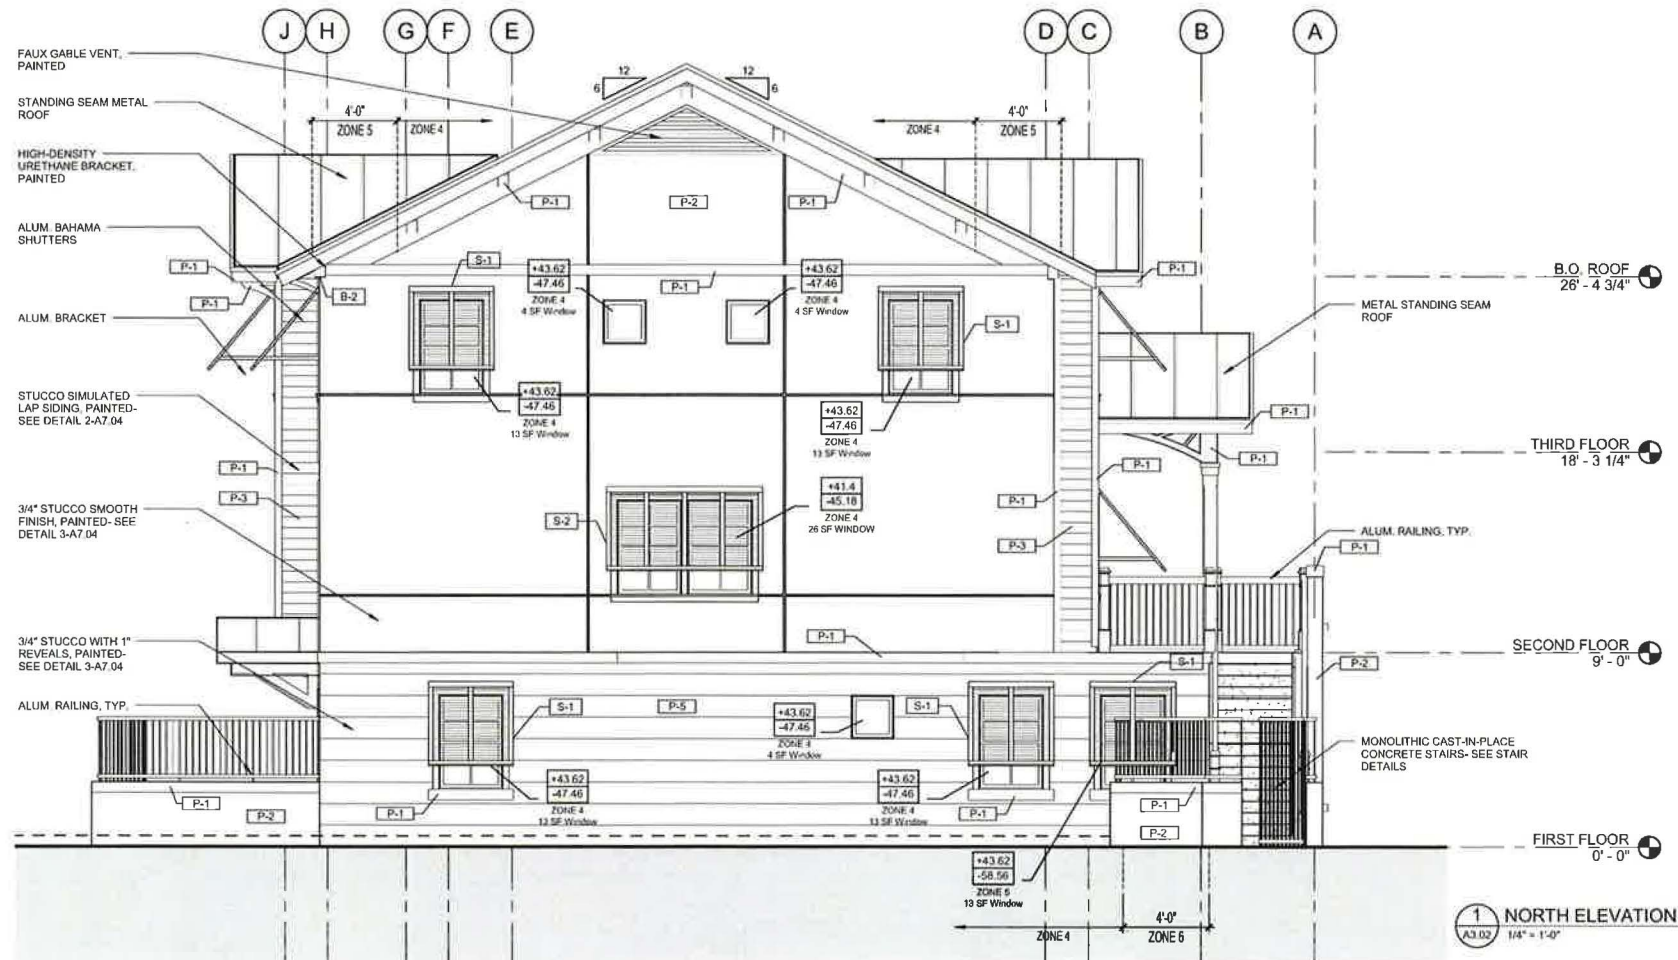 J H G F E D C B A
FAUX GABLE VENT,
PAINTED
STANDING SEAM METAL
ROOF
HIGH-DENSITY
URETHANE BRACKET,
PAINTED
ALUM. BAHAMA
SHUTTERS
ALUM. BRACKET
STUCCO SIMULATED
LAP SIDING, PAINTED-
SEE DETAIL 2-A7.04
3/4" STUCCO SMOOTH
FINISH, PAINTED- SEE
DETAIL 3-A7.04
3/4" STUCCO WITH 1"
REVEALS, PAINTED-
SEE DETAIL 3-A7.04
ALUM. RAILING, TYP.
12
6
12
6
4'-0"
ZONE 5
ZONE 4
4'-0"
ZONE 4
ZONE 5
P-1
P-2
P-1
P-1
P-1
B-2
S-1
+43.62
-47.46
ZONE 4
4 SF Window
P-1
+43.62
-47.46
ZONE 4
4 SF Window
S-1
P-1
+43.62
-47.46
ZONE 4
13 SF Window
+43.62
-47.46
ZONE 4
13 SF Window
P-1
P-1
P-1
P-3
S-2
+41.4
-45.18
ZONE 4
26 SF WINDOW
P-1
P-1
P-3
P-1
S-1
P-1
P-2
S-1
P-5
+43.62
-47.46
ZONE 4
4 SF Window
S-1
+43.62
-47.46
ZONE 4
13 SF Window
+43.62
-47.46
ZONE 4
13 SF Window
P-1
P-2
P-1
P-1
P-1
P-2
+43.62
-58.56
ZONE 5
13 SF Window
4'-0"
ZONE 4
ZONE 5
METAL STANDING SEAM
ROOF
ALUM. RAILING, TYP.
MONOLITHIC CAST-IN-PLACE
CONCRETE STAIRS- SEE STAIR
DETAILS
B.O. ROOF
26' - 4 3/4"
THIRD FLOOR
18' - 3 1/4"
SECOND FLOOR
9' - 0"
FIRST FLOOR
0' - 0"
1
A3.02
NORTH ELEVATION
1/4" = 1'-0"